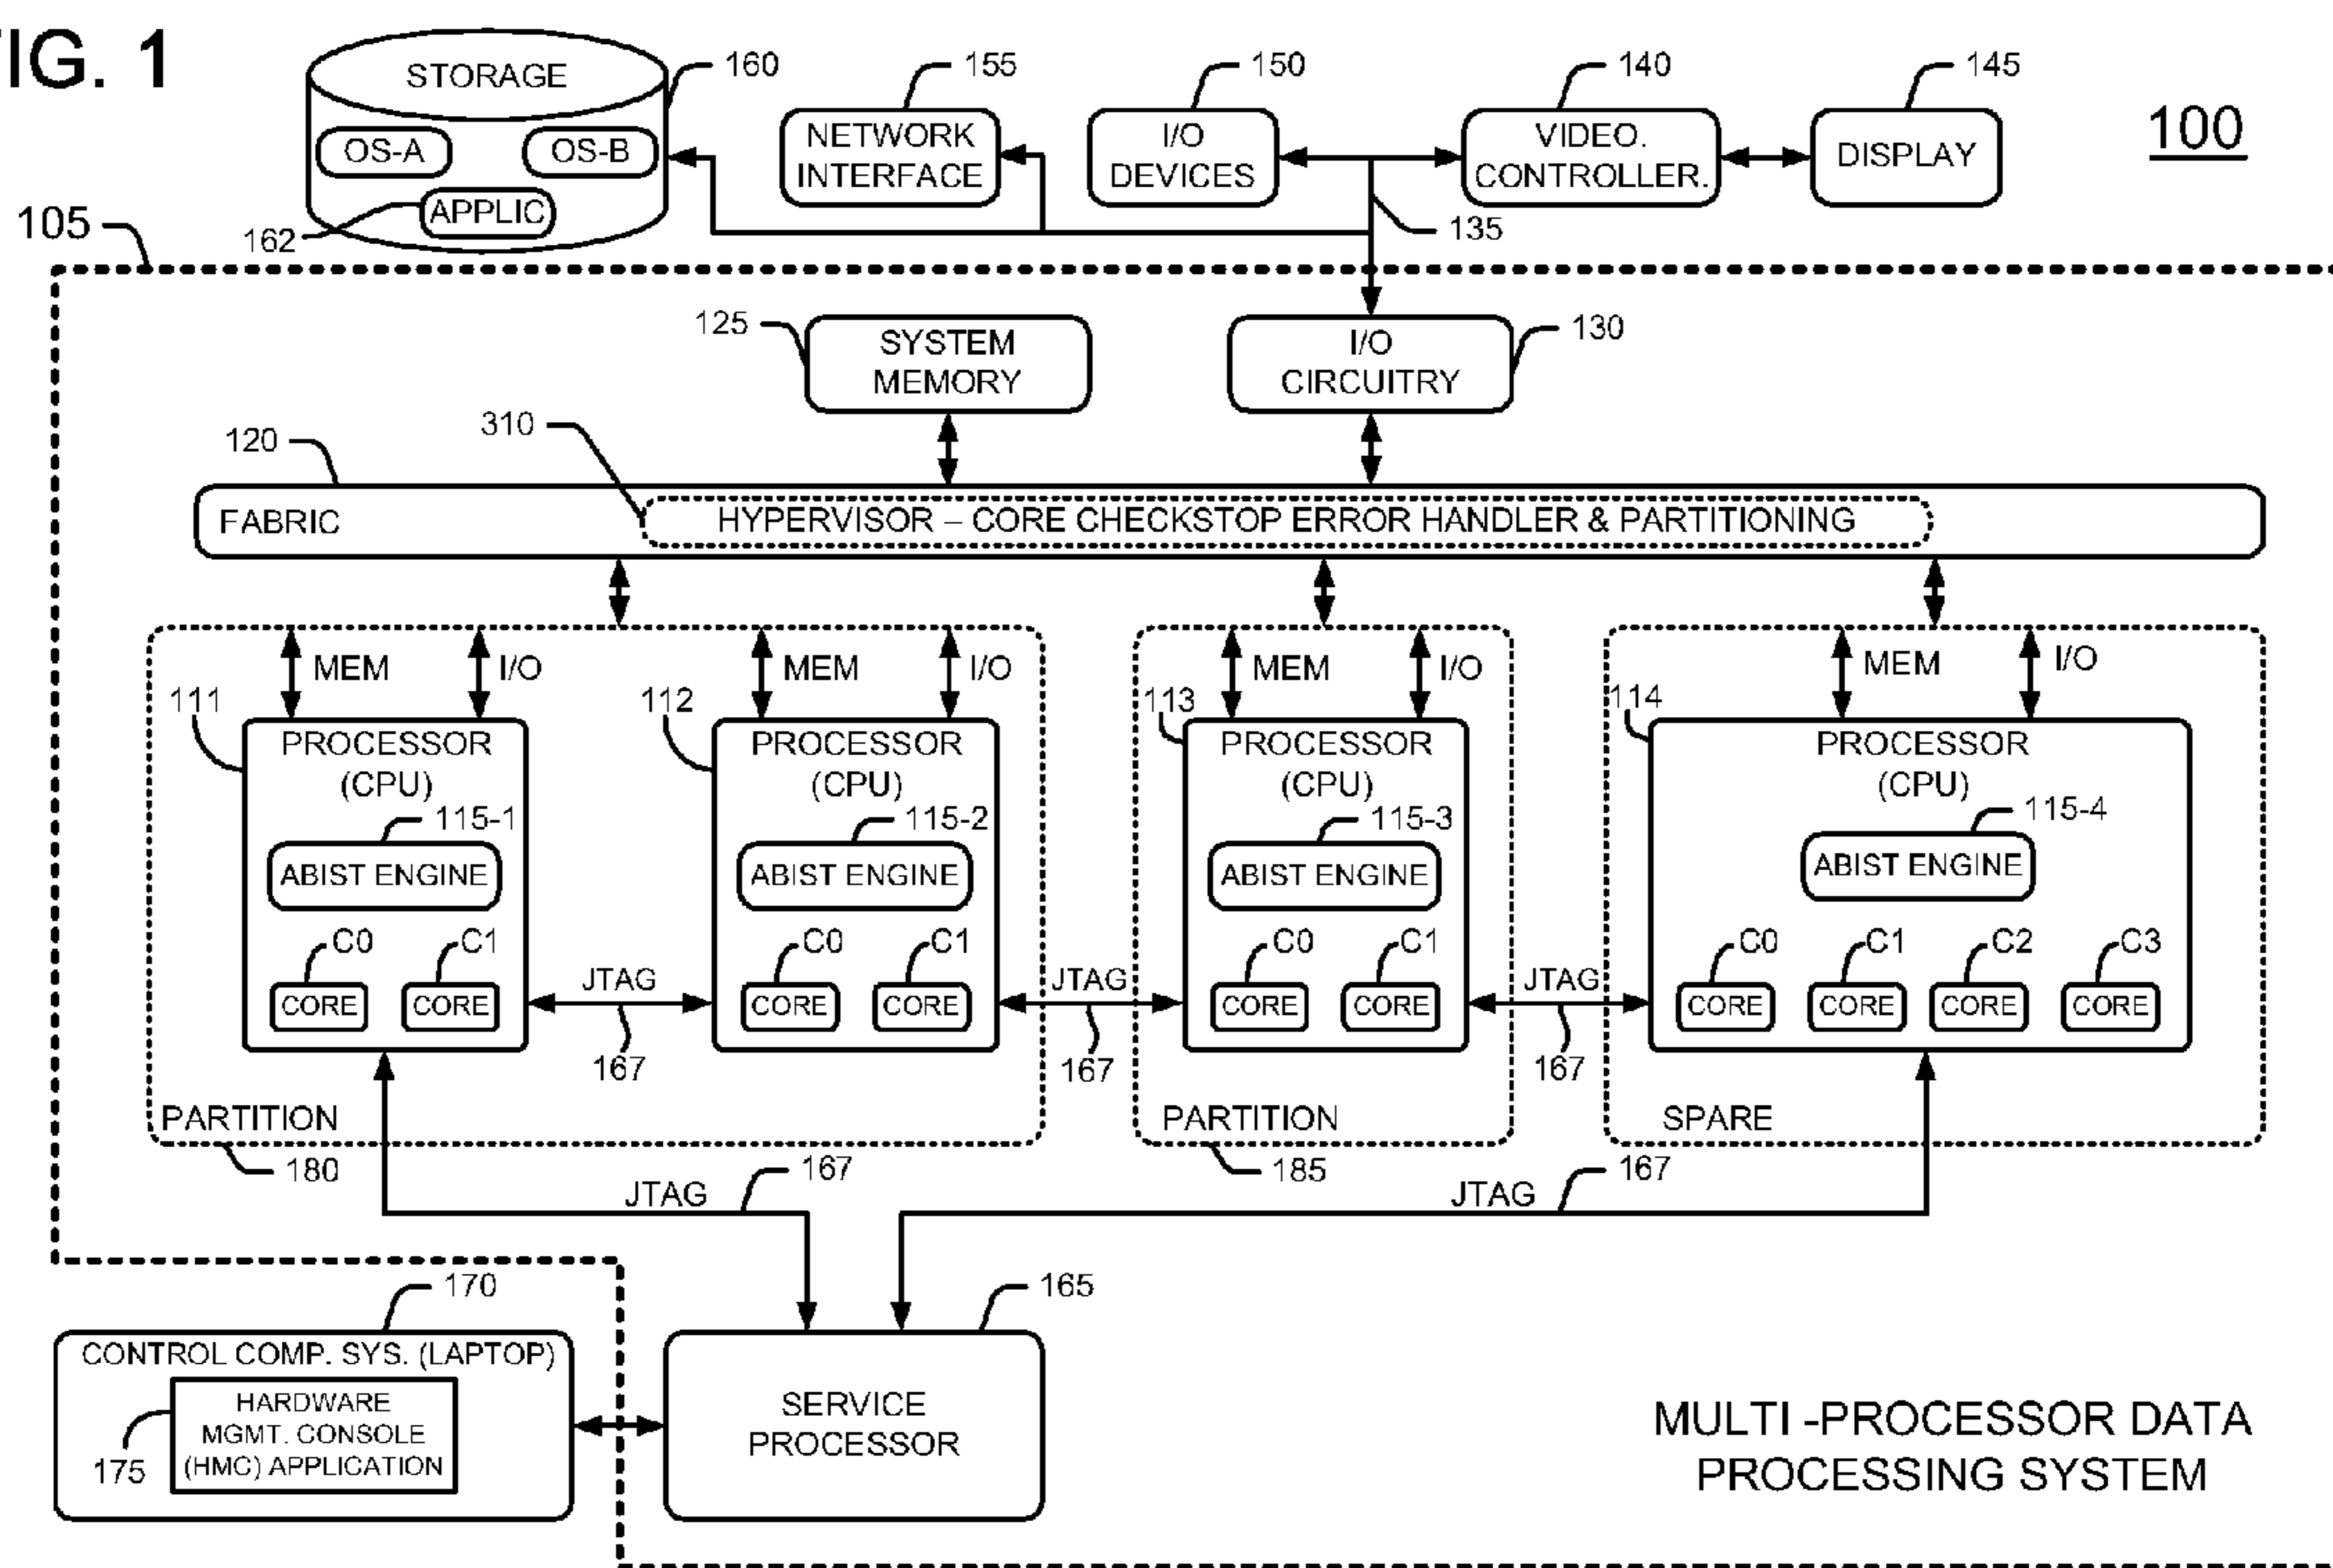 FIG. 1
STORAGE
160
155
150
140
145
100
OS-A
OS-B
NETWORK
INTERFACE
I/O
DEVICES
VIDEO.
CONTROLLER.
DISPLAY
APPLIC
162
105
135
125
SYSTEM
MEMORY
I/O
CIRCUITRY
130
310
120
FABRIC
HYPERVISOR – CORE CHECKSTOP ERROR HANDLER & PARTITIONING
MEM
I/O
MEM
I/O
MEM
I/O
MEM
I/O
111
112
113
114
PROCESSOR
(CPU)
PROCESSOR
(CPU)
PROCESSOR
(CPU)
PROCESSOR
(CPU)
115-1
115-2
115-3
115-4
ABIST ENGINE
ABIST ENGINE
ABIST ENGINE
ABIST ENGINE
C0
C1
C0
C1
C0
C1
C0
C1
C2
C3
JTAG
JTAG
JTAG
CORE
CORE
CORE
CORE
CORE
CORE
CORE
CORE
CORE
CORE
167
167
167
PARTITION
PARTITION
SPARE
180
185
JTAG
167
JTAG
167
170
165
CONTROL COMP. SYS. (LAPTOP)
HARDWARE
MGMT. CONSOLE
(HMC) APPLICATION
175
SERVICE
PROCESSOR
MULTI -PROCESSOR DATA
PROCESSING SYSTEM